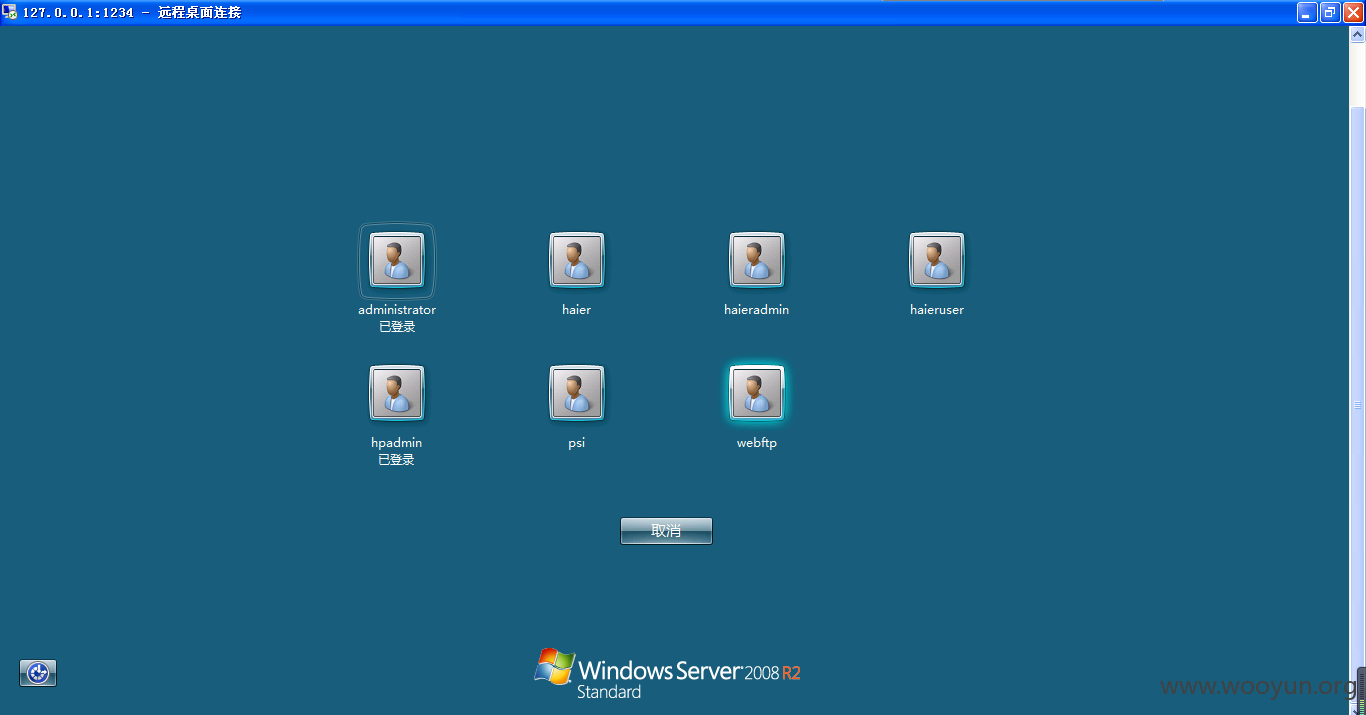 127.0.0.1:1234 - 远程桌面连接
administrator
已登录
haier
haieradmin
haieruser
hpadmin
已登录
psi
webftp
取消
Windows Server 2008 R2
Standard
www.wooyun.org